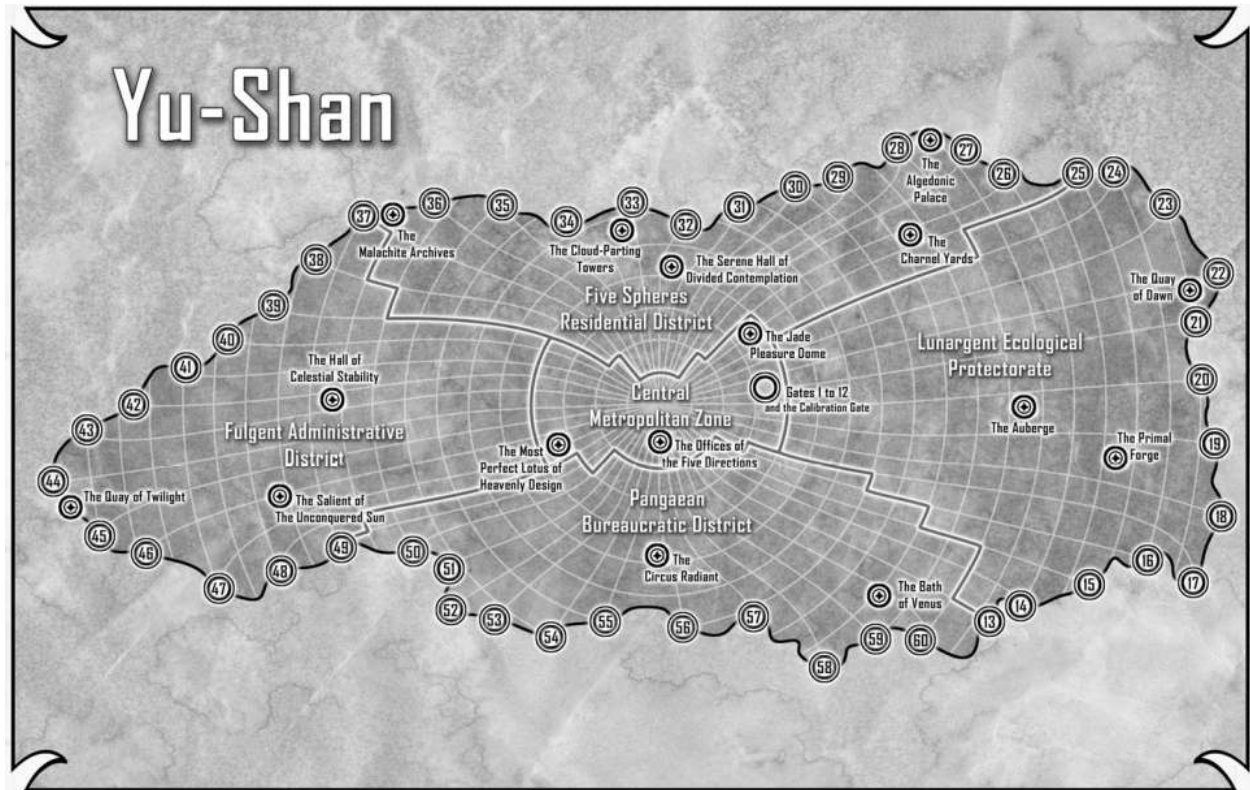 Yu-Shan
28
27
The
Algedonic
Palace
26
25
24
29
30
31
23
37
36
35
34
33
32
The
Malachite Archives
The Cloud-Parting
Towers
The Serene Hall of
Divided Contemplation
The
Charnel Yards
38
22
The Quay
of Dawn
39
Five Spheres
Residential District
21
40
The Jade
Pleasure Dome
Lunargent Ecological
Protectorate
41
The Hall of
Celestial Stability
20
42
Central
Metropolitan Zone
Gates 1 to 12
and the Calibration Gate
The Auberge
43
Fulgent Administrative
District
The Most
Perfect Lotus of
Heavenly Design
The Offices of
the Five Directions
The Primal
Forge
19
44
The Quay of Twilight
The Salient of
The Unconquered Sun
Pangaean
Bureaucratic District
18
45
46
47
48
49
50
51
52
53
54
55
56
57
58
59
60
The
Circus Radiant
The Bath
of Venus
13
14
15
16
17